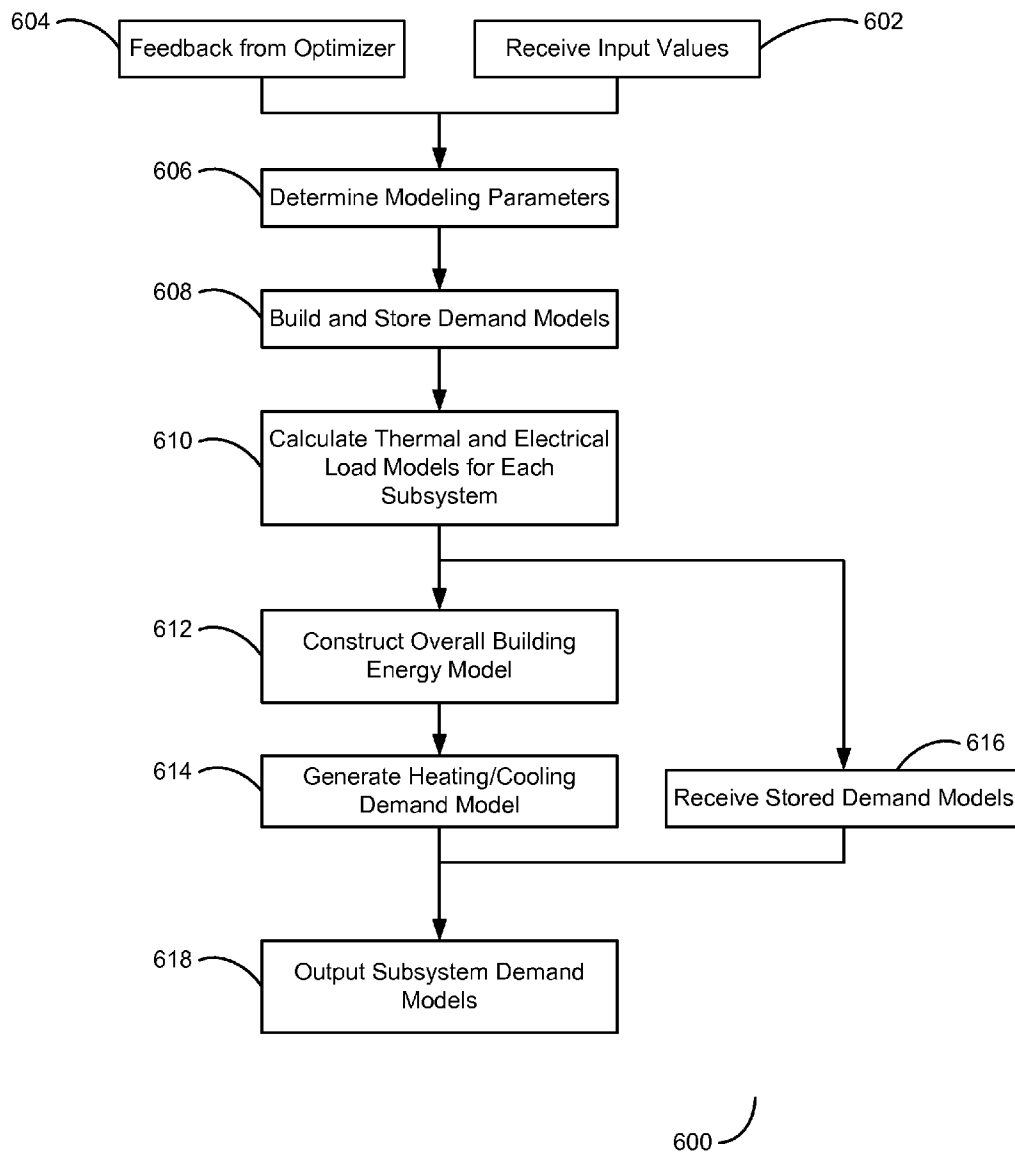 604
Feedback from Optimizer
Receive Input Values
602
606
Determine Modeling Parameters
608
Build and Store Demand Models
610
Calculate Thermal and Electrical
Load Models for Each
Subsystem
612
Construct Overall Building
Energy Model
614
Generate Heating/Cooling
Demand Model
616
Receive Stored Demand Models
618
Output Subsystem Demand
Models
600